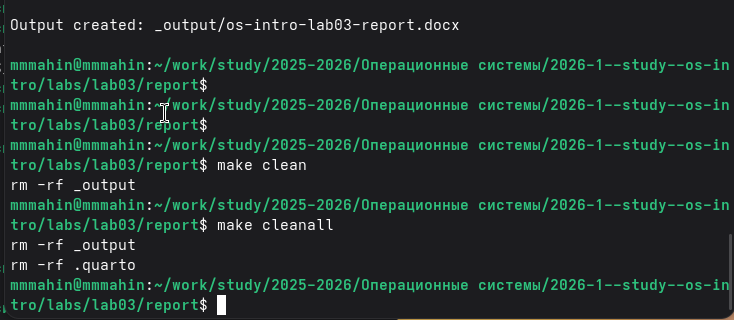 Output created: _output/os-intro-lab03-report.docx
mmmahin@mmmahin:~/work/study/2025-2026/Операционные системы/2026-1--study--os-in
tro/labs/lab03/report$
mmmahin@mmmahin:~/work/study/2025-2026/Операционные системы/2026-1--study--os-in
tro/labs/lab03/report$
mmmahin@mmmahin:~/work/study/2025-2026/Операционные системы/2026-1--study--os-in
tro/labs/lab03/report$ make clean
rm -rf _output
mmmahin@mmmahin:~/work/study/2025-2026/Операционные системы/2026-1--study--os-in
tro/labs/lab03/report$ make cleanall
rm -rf _output
rm -rf .quarto
mmmahin@mmmahin:~/work/study/2025-2026/Операционные системы/2026-1--study--os-in
tro/labs/lab03/report$